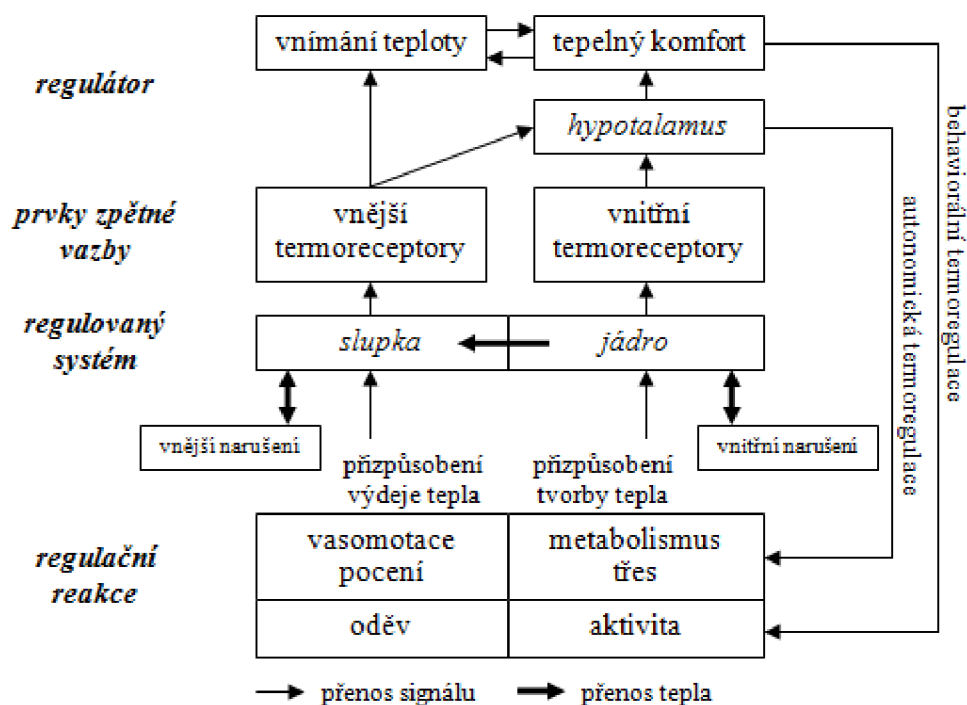 vnímání teploty
tepelný komfort
regulátor
hypotalamus
behaviorální termoregulace
autonomická termoregulace
prvky zpětné
vazby
vnější
termoreceptory
vnitřní
termoreceptory
regulovaný
systém
slupka
jádro
vnější narušení
vnitřní narušení
přizpůsobení
výdeje tepla
přizpůsobení
tvorby tepla
regulační
reakce
vasomotace
pocení
metabolismus
třes
oděv
aktivita
přenos signálu
přenos tepla